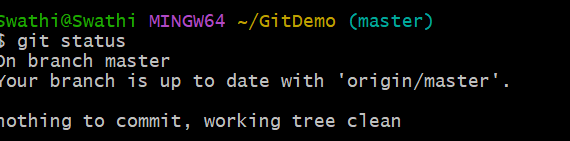 Swathi@Swathi MINGW64 ~/GitDemo (master)
$ git status
On branch master
Your branch is up to date with 'origin/master'.

nothing to commit, working tree clean